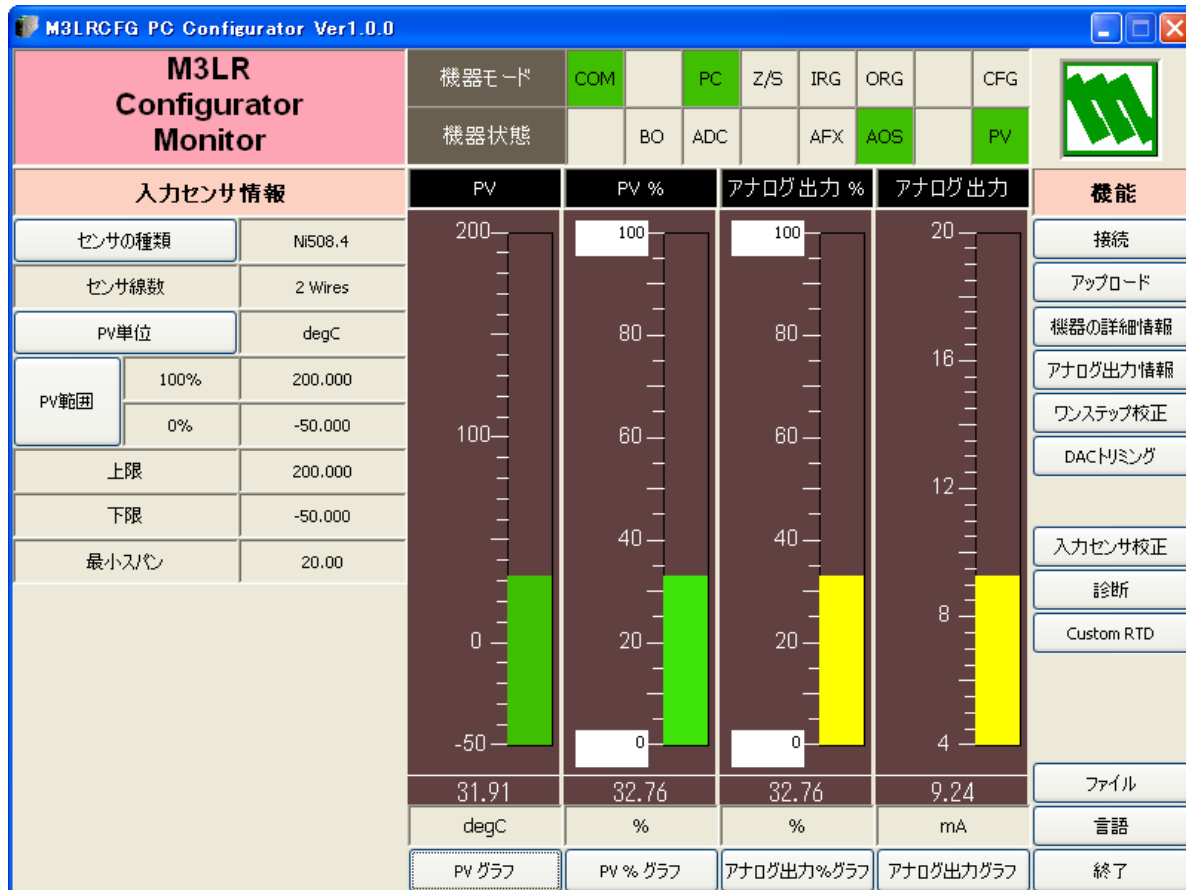 M3LRCFG PC Configurator Ver1.0.0
M3LR
Configurator
Monitor
機器モード
COM
PC
Z/S
IRG
ORG
CFG
機器状態
BO
ADC
AFX
AOS
PV
入力センサ情報
センサの種類
Ni508.4
センサ線数
2 Wires
PV単位
degC
PV範囲
100%
200.000
0%
-50.000
上限
200.000
下限
-50.000
最小スパン
20.00
PV
200
100
0
-50
31.91
degC
PV グラフ
PV %
100
80
60
40
20
0
32.76
%
PV % グラフ
アナログ出力 %
100
80
60
40
20
0
32.76
%
アナログ出力%グラフ
アナログ出力
20
16
12
8
4
9.24
mA
アナログ出力グラフ
機能
接続
アップロード
機器の詳細情報
アナログ出力情報
ワンステップ校正
DACトリミング
入力センサ校正
診断
Custom RTD
ファイル
言語
終了